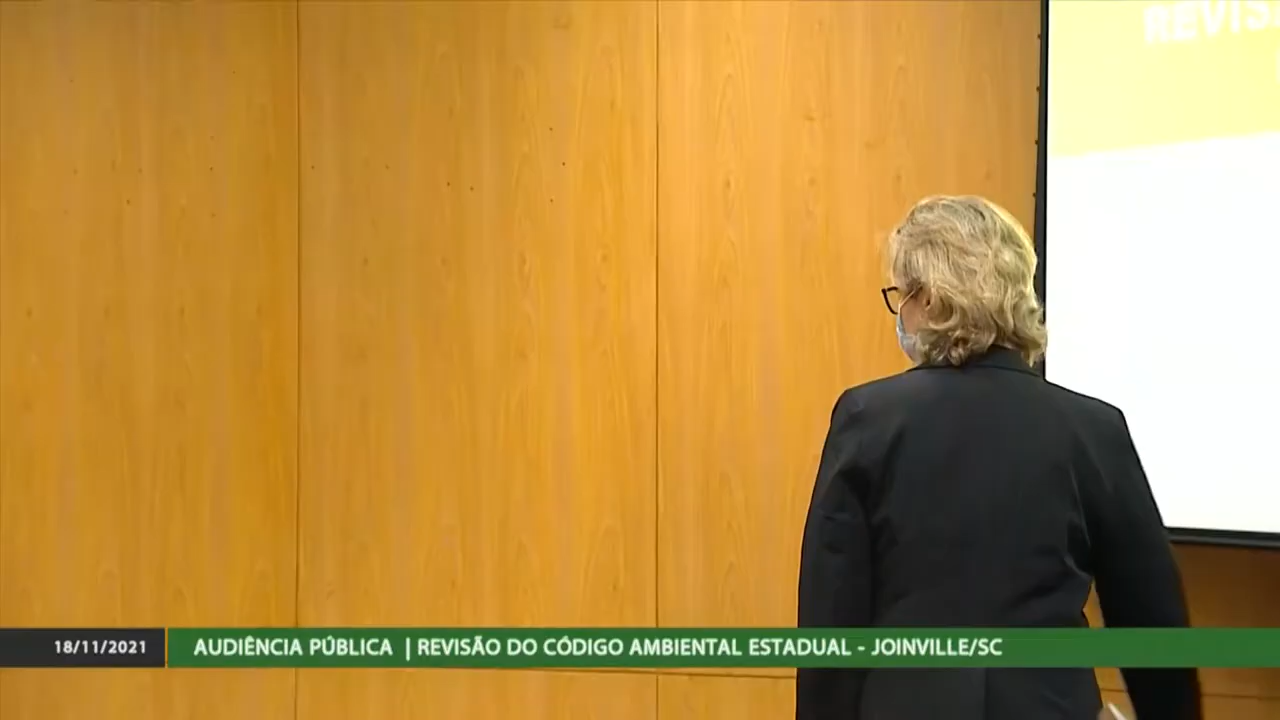 18/11/2021
AUDIÊNCIA PÚBLICA | REVISÃO DO CÓDIGO AMBIENTAL ESTADUAL - JOINVILLE/SC